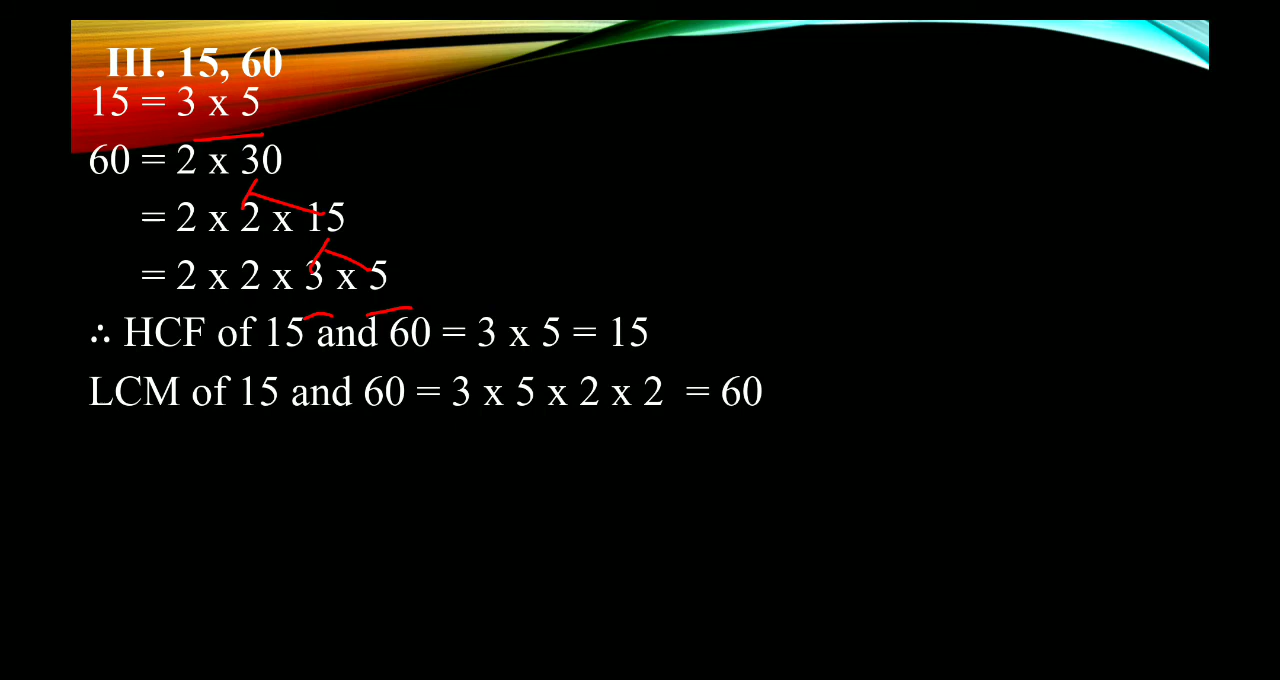 III. 15, 60
15 = 3 x 5
60 = 2 x 30
= 2 x 2 x 15
= 2 x 2 x 3 x 5
∴ HCF of 15 and 60 = 3 x 5 = 15
LCM of 15 and 60 = 3 x 5 x 2 x 2 = 60